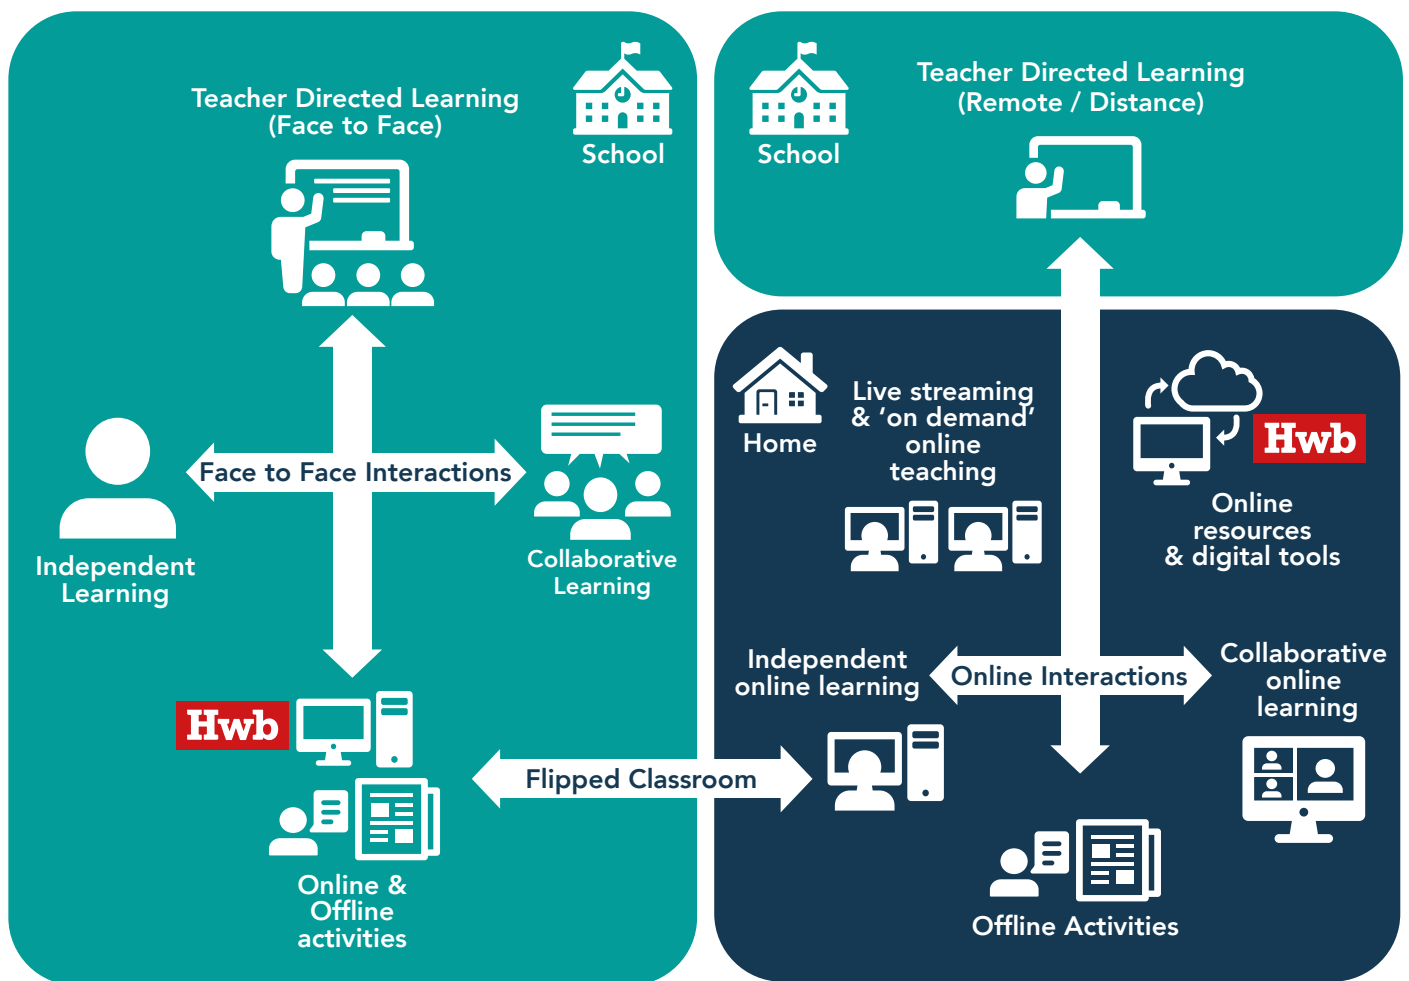 Teacher Directed Learning
(Face to Face)
School
Face to Face Interactions
Independent
Learning
Collaborative
Learning
Hwb
Online &
Offline
activities
Flipped Classroom
School
Teacher Directed Learning
(Remote / Distance)
Home
Live streaming
& ‘on demand’
online
teaching
Hwb
Online
resources
& digital tools
Independent
online learning
Online Interactions
Collaborative
online
learning
Offline Activities